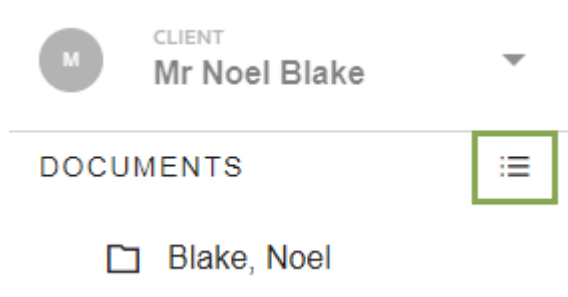 M
CLIENT
Mr Noel Blake
DOCUMENTS
Blake, Noel